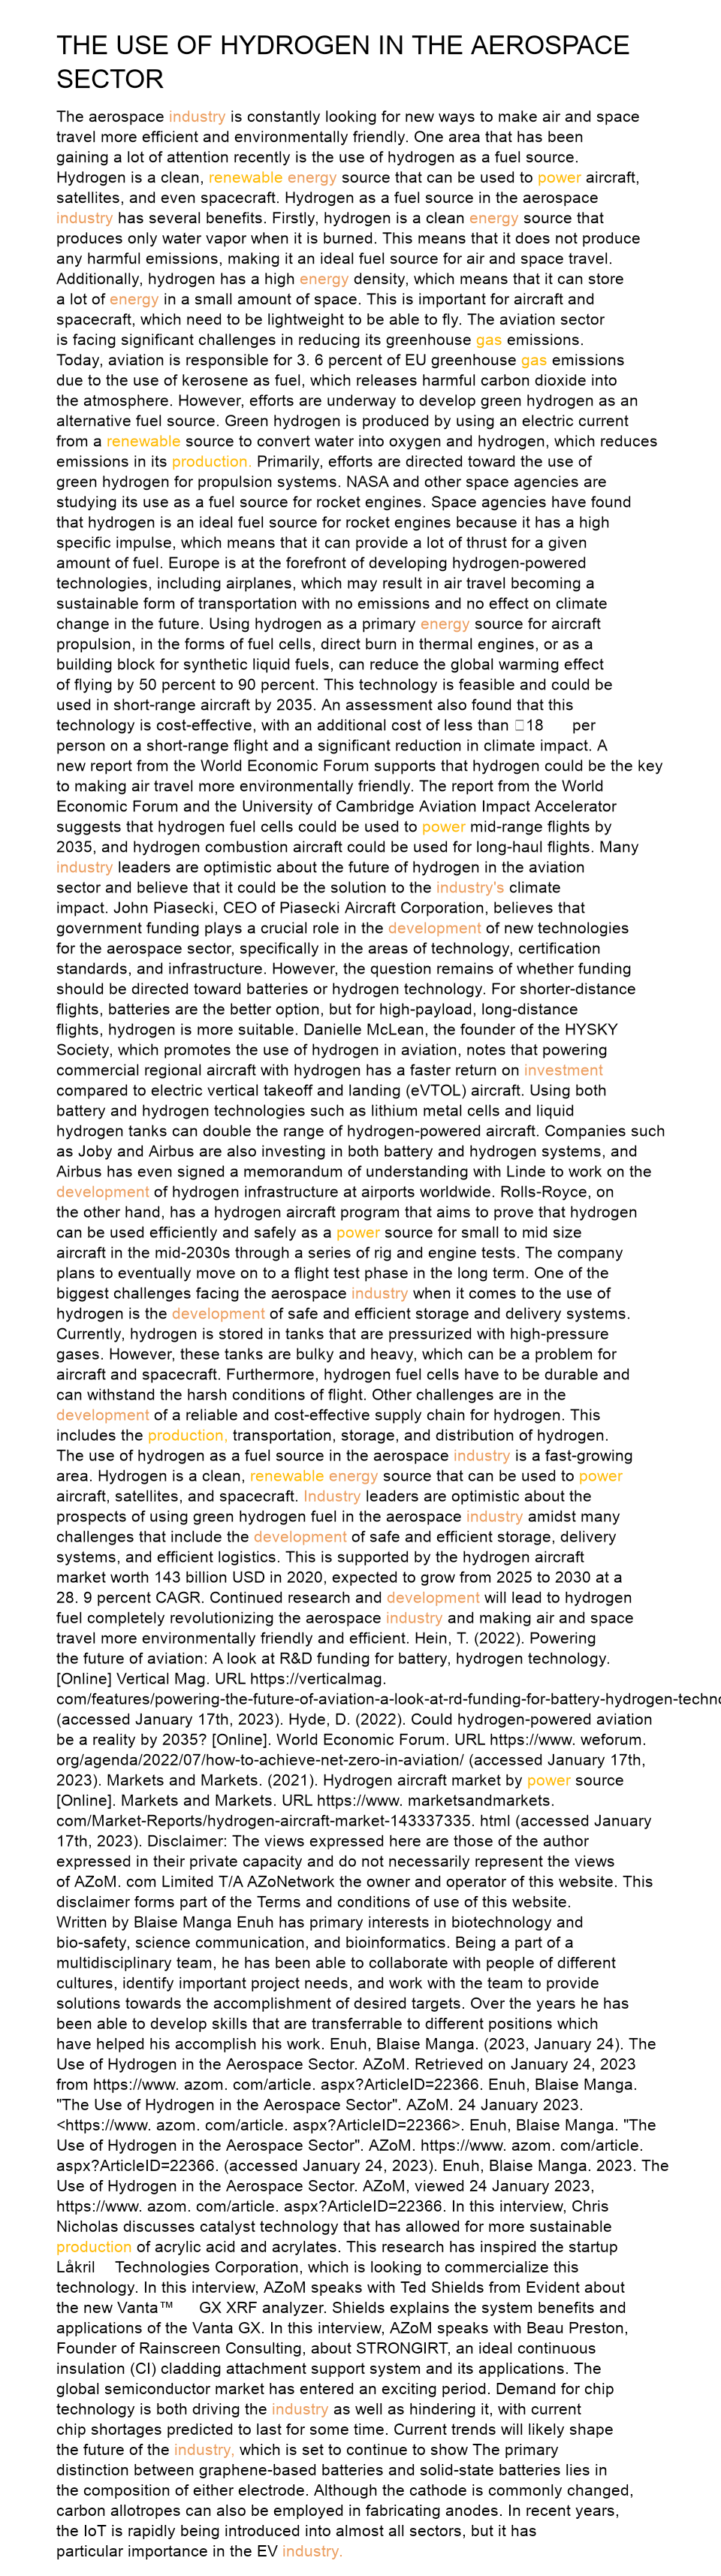 THE USE OF HYDROGEN IN THE AEROSPACE
SECTOR
The aerospace industry is constantly looking for new ways to make air and space
travel more efficient and environmentally friendly. One area that has been
gaining a lot of attention recently is the use of hydrogen as a fuel source.
Hydrogen is a clean, renewable energy source that can be used to power aircraft,
satellites, and even spacecraft. Hydrogen as a fuel source in the aerospace
industry has several benefits. Firstly, hydrogen is a clean energy source that
produces only water vapor when it is burned. This means that it does not produce
any harmful emissions, making it an ideal fuel source for air and space travel.
Additionally, hydrogen has a high energy density, which means that it can store
a lot of energy in a small amount of space. This is important for aircraft and
spacecraft, which need to be lightweight to be able to fly. The aviation sector
is facing significant challenges in reducing its greenhouse gas emissions.
Today, aviation is responsible for 3. 6 percent of EU greenhouse gas emissions
due to the use of kerosene as fuel, which releases harmful carbon dioxide into
the atmosphere. However, efforts are underway to develop green hydrogen as an
alternative fuel source. Green hydrogen is produced by using an electric current
from a renewable source to convert water into oxygen and hydrogen, which reduces
emissions in its production. Primarily, efforts are directed toward the use of
green hydrogen for propulsion systems. NASA and other space agencies are
studying its use as a fuel source for rocket engines. Space agencies have found
that hydrogen is an ideal fuel source for rocket engines because it has a high
specific impulse, which means that it can provide a lot of thrust for a given
amount of fuel. Europe is at the forefront of developing hydrogen-powered
technologies, including airplanes, which may result in air travel becoming a
sustainable form of transportation with no emissions and no effect on climate
change in the future. Using hydrogen as a primary energy source for aircraft
propulsion, in the forms of fuel cells, direct burn in thermal engines, or as a
building block for synthetic liquid fuels, can reduce the global warming effect
of flying by 50 percent to 90 percent. This technology is feasible and could be
used in short-range aircraft by 2035. An assessment also found that this
technology is cost-effective, with an additional cost of less than 18 per
person on a short-range flight and a significant reduction in climate impact. A
new report from the World Economic Forum supports that hydrogen could be the key
to making air travel more environmentally friendly. The report from the World
Economic Forum and the University of Cambridge Aviation Impact Accelerator
suggests that hydrogen fuel cells could be used to power mid-range flights by
2035, and hydrogen combustion aircraft could be used for long-haul flights. Many
industry leaders are optimistic about the future of hydrogen in the aviation
sector and believe that it could be the solution to the industry's climate
impact. John Piasecki, CEO of Piasecki Aircraft Corporation, believes that
government funding plays a crucial role in the development of new technologies
for the aerospace sector, specifically in the areas of technology, certification
standards, and infrastructure. However, the question remains of whether funding
should be directed toward batteries or hydrogen technology. For shorter-distance
flights, batteries are the better option, but for high-payload, long-distance
flights, hydrogen is more suitable. Danielle McLean, the founder of the HYSKY
Society, which promotes the use of hydrogen in aviation, notes that powering
commercial regional aircraft with hydrogen has a faster return on investment
compared to electric vertical takeoff and landing (eVTOL) aircraft. Using both
battery and hydrogen technologies such as lithium metal cells and liquid
hydrogen tanks can double the range of hydrogen-powered aircraft. Companies such
as Joby and Airbus are also investing in both battery and hydrogen systems, and
Airbus has even signed a memorandum of understanding with Linde to work on the
development of hydrogen infrastructure at airports worldwide. Rolls-Royce, on
the other hand, has a hydrogen aircraft program that aims to prove that hydrogen
can be used efficiently and safely as a power source for small to mid size
aircraft in the mid-2030s through a series of rig and engine tests. The company
plans to eventually move on to a flight test phase in the long term. One of the
biggest challenges facing the aerospace industry when it comes to the use of
hydrogen is the development of safe and efficient storage and delivery systems.
Currently, hydrogen is stored in tanks that are pressurized with high-pressure
gases. However, these tanks are bulky and heavy, which can be a problem for
aircraft and spacecraft. Furthermore, hydrogen fuel cells have to be durable and
can withstand the harsh conditions of flight. Other challenges are in the
development of a reliable and cost-effective supply chain for hydrogen. This
includes the production, transportation, storage, and distribution of hydrogen.
The use of hydrogen as a fuel source in the aerospace industry is a fast-growing
area. Hydrogen is a clean, renewable energy source that can be used to power
aircraft, satellites, and spacecraft. Industry leaders are optimistic about the
prospects of using green hydrogen fuel in the aerospace industry amidst many
challenges that include the development of safe and efficient storage, delivery
systems, and efficient logistics. This is supported by the hydrogen aircraft
market worth 143 billion USD in 2020, expected to grow from 2025 to 2030 at a
28. 9 percent CAGR. Continued research and development will lead to hydrogen
fuel completely revolutionizing the aerospace industry and making air and space
travel more environmentally friendly and efficient. Hein, T. (2022). Powering
the future of aviation: A look at R&D funding for battery, hydrogen technology.
[Online] Vertical Mag. URL https://verticalmag.
com/features/powering-the-future-of-aviation-a-look-at-rd-funding-for-battery-hydrogen-techno
(accessed January 17th, 2023). Hyde, D. (2022). Could hydrogen-powered aviation
be a reality by 2035? [Online]. World Economic Forum. URL https://www. weforum.
org/agenda/2022/07/how-to-achieve-net-zero-in-aviation/ (accessed January 17th,
2023). Markets and Markets. (2021). Hydrogen aircraft market by power source
[Online]. Markets and Markets. URL https://www. marketsandmarkets.
com/Market-Reports/hydrogen-aircraft-market-143337335. html (accessed January
17th, 2023). Disclaimer: The views expressed here are those of the author
expressed in their private capacity and do not necessarily represent the views
of AZoM. com Limited T/A AZoNetwork the owner and operator of this website. This
disclaimer forms part of the Terms and conditions of use of this website.
Written by Blaise Manga Enuh has primary interests in biotechnology and
bio-safety, science communication, and bioinformatics. Being a part of a
multidisciplinary team, he has been able to collaborate with people of different
cultures, identify important project needs, and work with the team to provide
solutions towards the accomplishment of desired targets. Over the years he has
been able to develop skills that are transferrable to different positions which
have helped his accomplish his work. Enuh, Blaise Manga. (2023, January 24). The
Use of Hydrogen in the Aerospace Sector. AZoM. Retrieved on January 24, 2023
from https://www. azom. com/article. aspx?ArticleID=22366. Enuh, Blaise Manga.
"The Use of Hydrogen in the Aerospace Sector". AZoM. 24 January 2023.
<https://www. azom. com/article. aspx?ArticleID=22366>. Enuh, Blaise Manga. "The
Use of Hydrogen in the Aerospace Sector". AZoM. https://www. azom. com/article.
aspx?ArticleID=22366. (accessed January 24, 2023). Enuh, Blaise Manga. 2023. The
Use of Hydrogen in the Aerospace Sector. AZoM, viewed 24 January 2023,
https://www. azom. com/article. aspx?ArticleID=22366. In this interview, Chris
Nicholas discusses catalyst technology that has allowed for more sustainable
production of acrylic acid and acrylates. This research has inspired the startup
Låkril Technologies Corporation, which is looking to commercialize this
technology. In this interview, AZoM speaks with Ted Shields from Evident about
the new Vanta™ GX XRF analyzer. Shields explains the system benefits and
applications of the Vanta GX. In this interview, AZoM speaks with Beau Preston,
Founder of Rainscreen Consulting, about STRONGIRT, an ideal continuous
insulation (CI) cladding attachment support system and its applications. The
global semiconductor market has entered an exciting period. Demand for chip
technology is both driving the industry as well as hindering it, with current
chip shortages predicted to last for some time. Current trends will likely shape
the future of the industry, which is set to continue to show The primary
distinction between graphene-based batteries and solid-state batteries lies in
the composition of either electrode. Although the cathode is commonly changed,
carbon allotropes can also be employed in fabricating anodes. In recent years,
the IoT is rapidly being introduced into almost all sectors, but it has
particular importance in the EV industry.